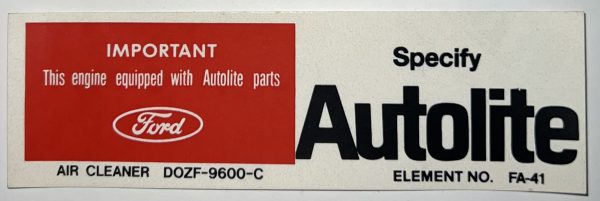 IMPORTANT
This engine equipped with Autolite parts
Ford
AIR CLEANER DOZF-9600-C
Specify
Autolite
ELEMENT NO. FA-41